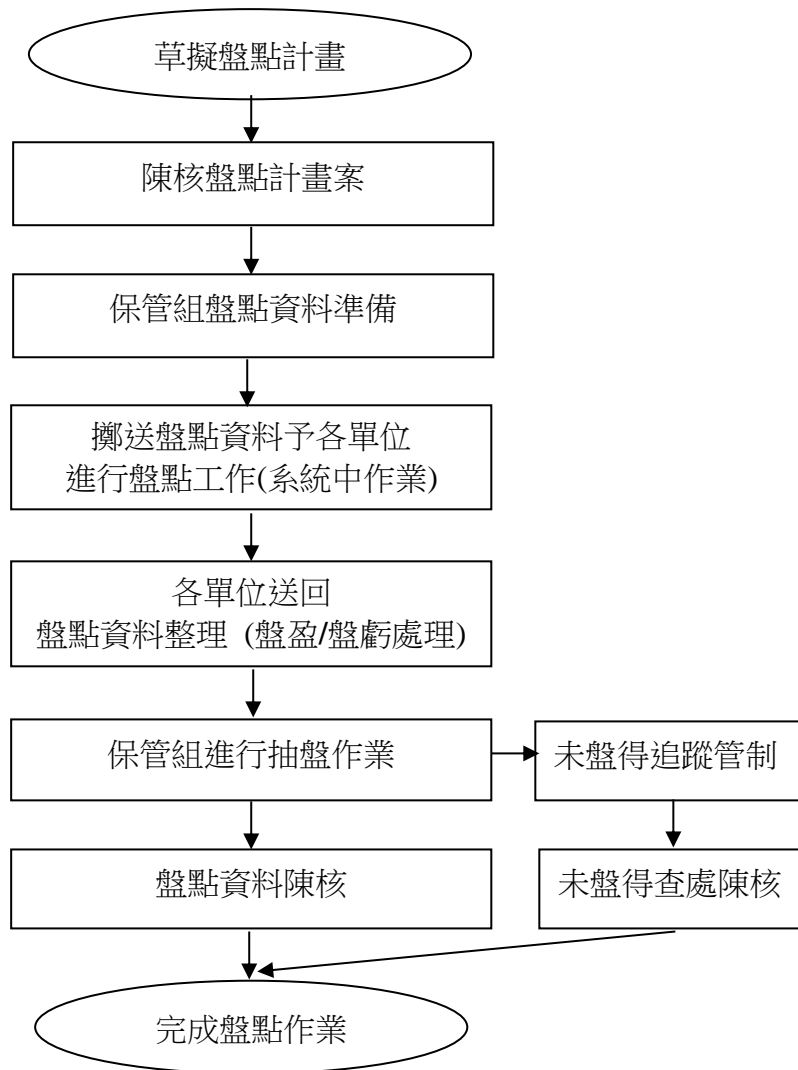 草擬盤點計畫
陳核盤點計畫案
保管組盤點資料準備
擲送盤點資料予各單位
進行盤點工作(系統中作業)
各單位送回
盤點資料整理 (盤盈/盤虧處理)
保管組進行抽盤作業
未盤得追蹤管制
盤點資料陳核
未盤得查處陳核
完成盤點作業